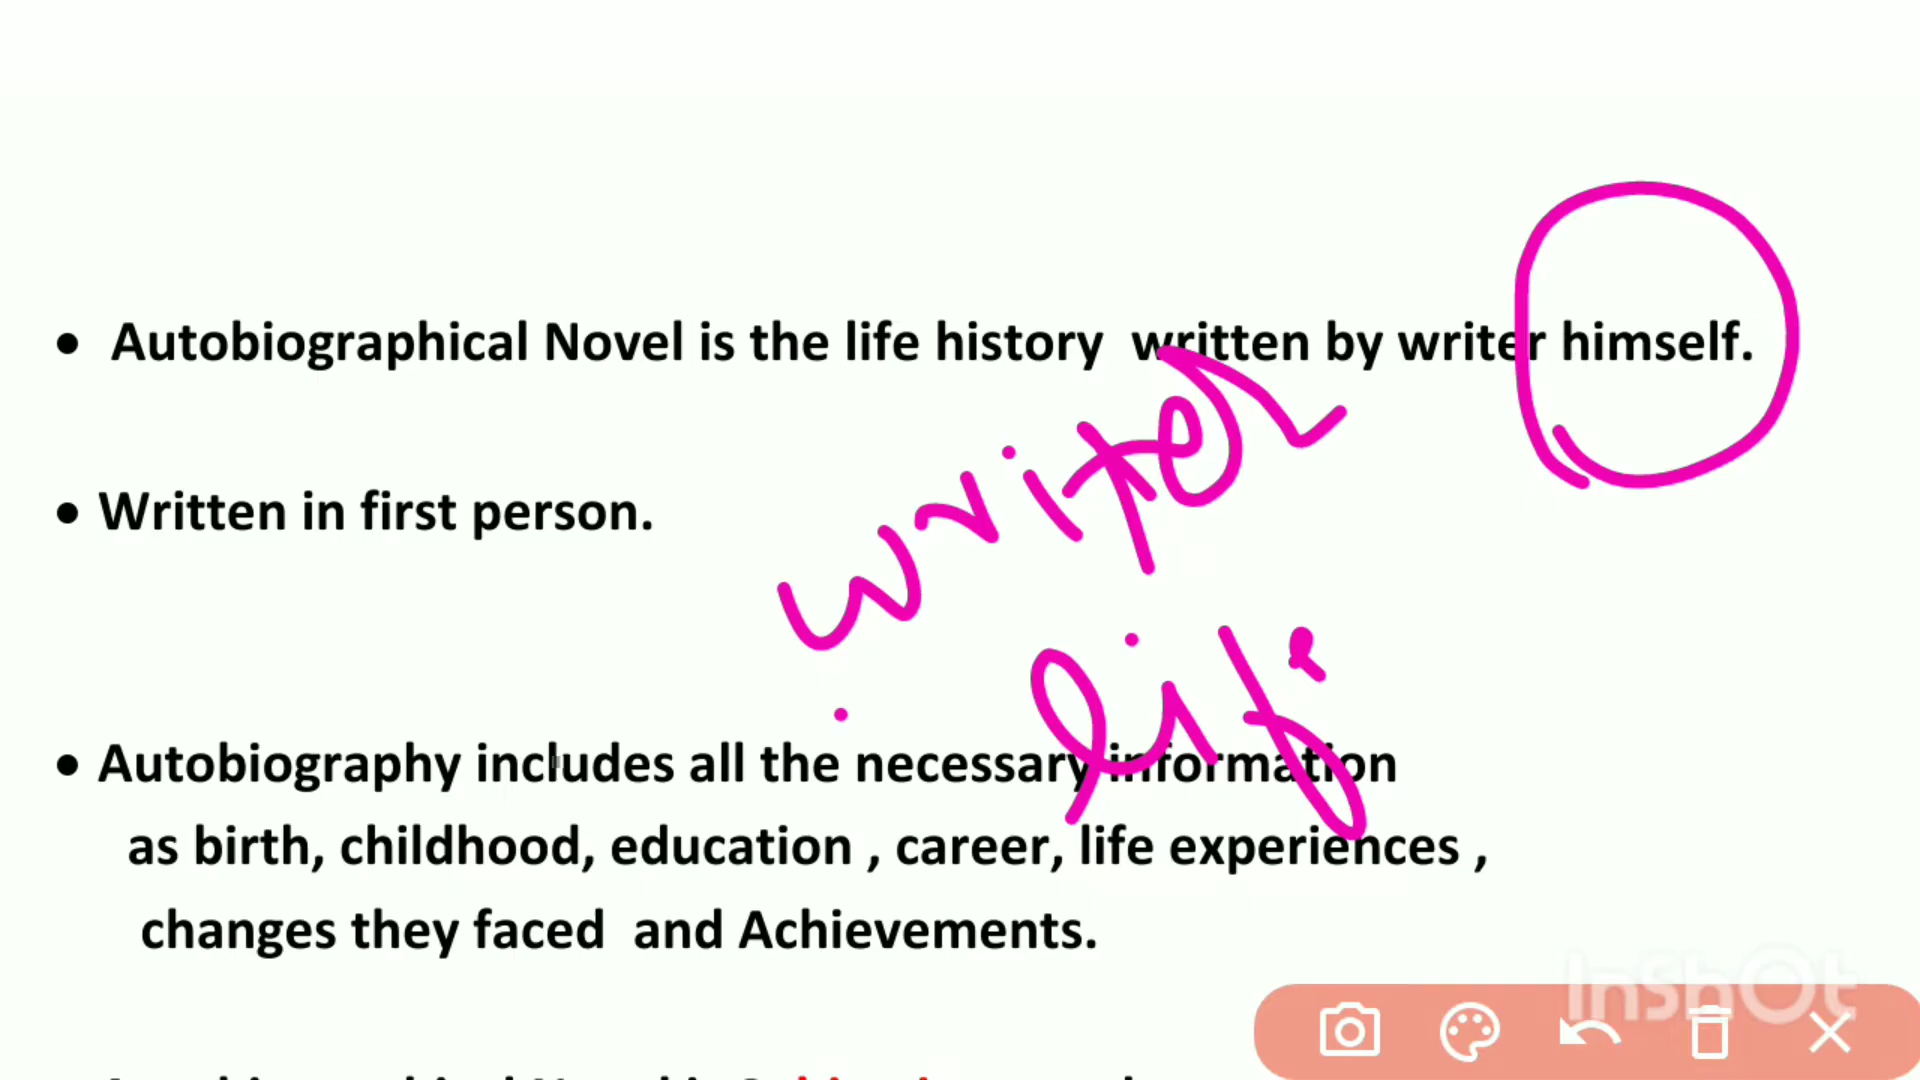 • Autobiographical Novel is the life history written by writer himself.
writer
• Written in first person.
life
• Autobiography includes all the necessary information
as birth, childhood, education , career, life experiences ,
changes they faced and Achievements.
InShOt